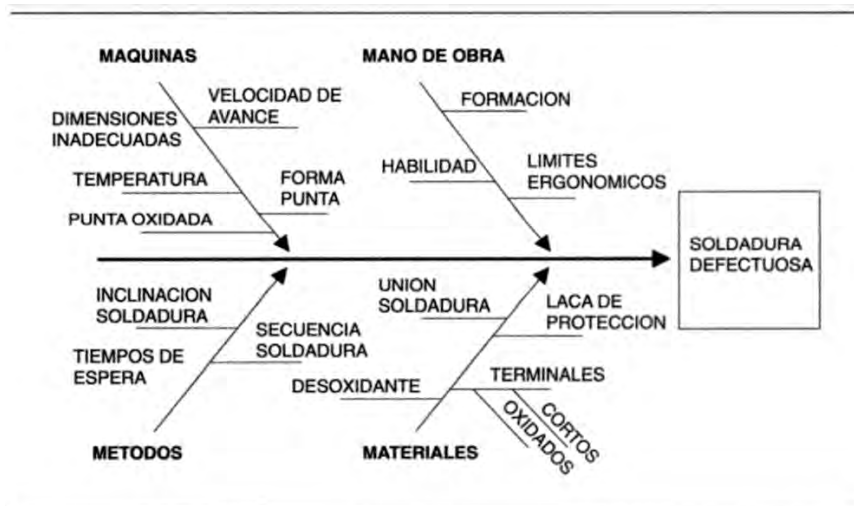 MAQUINAS
MANO DE OBRA
VELOCIDAD DE
AVANCE
FORMACION
DIMENSIONES
INADECUADAS
HABILIDAD
LIMITES
ERGONOMICOS
TEMPERATURA
FORMA
PUNTA
PUNTA OXIDADA
SOLDADURA
DEFECTUOSA
INCLINACION
SOLDADURA
UNION
SOLDADURA
LACA DE
PROTECCION
SECUENCIA
SOLDADURA
TIEMPOS DE
ESPERA
DESOXIDANTE
TERMINALES
CORTOS
OXIDADOS
METODOS
MATERIALES